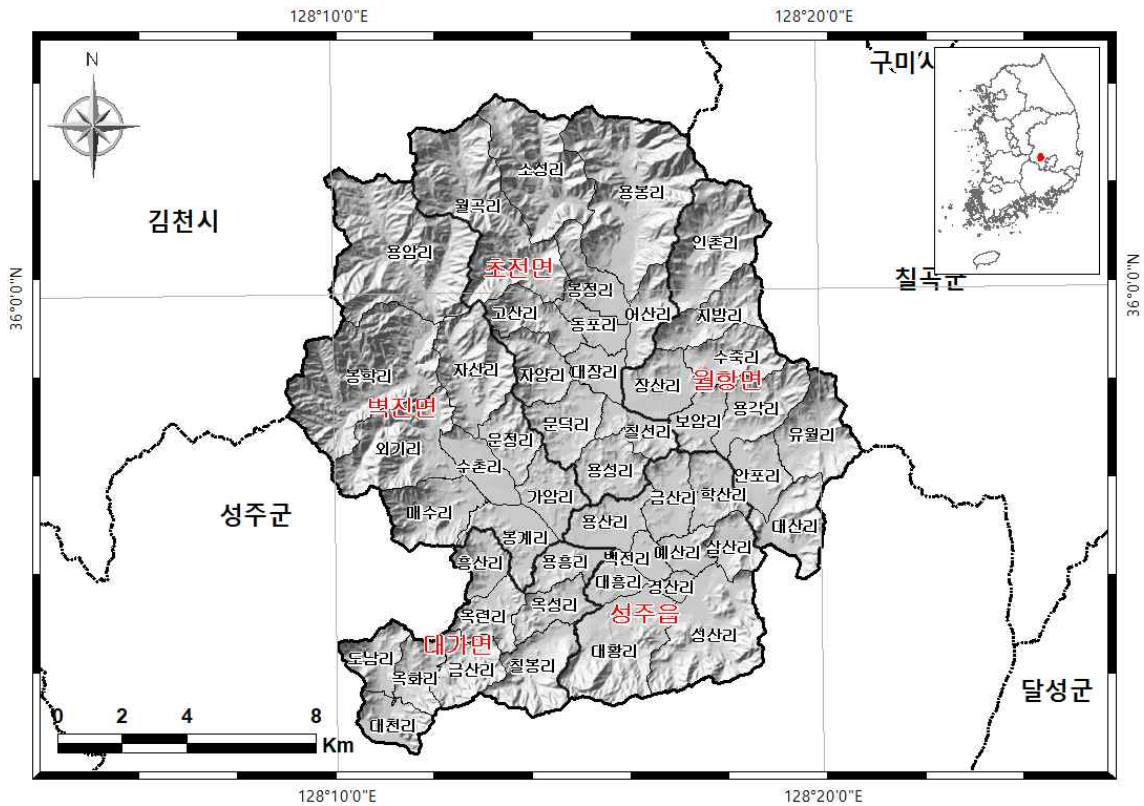 128°10'0"E
128°20'0"E
N
구미시
김천시
소성리
용봉리
월곡리
인촌리
용암리
초전면
칠곡군
36°0'0"N
36°0'0"N
봉정리
고산리
동포리
어산리
지방리
수죽리
봉학리
자산리
자양리
대장리
장산리
월항면
벽전면
문덕리
칠선리
보암리
용각리
유월리
외기리
문정리
수촌리
용성리
안포리
가암리
금산리
학산리
매수리
성주군
용산리
대산리
봉계리
흥산리
용흥리
백전리
예산리
삼산리
대흥리
경산리
옥련리
옥성리
성주읍
성산리
대가면
대황리
도남리
금산리
칠봉리
옥화리
달성군
대천리
0 2 4 8
Km
128°10'0"E
128°20'0"E